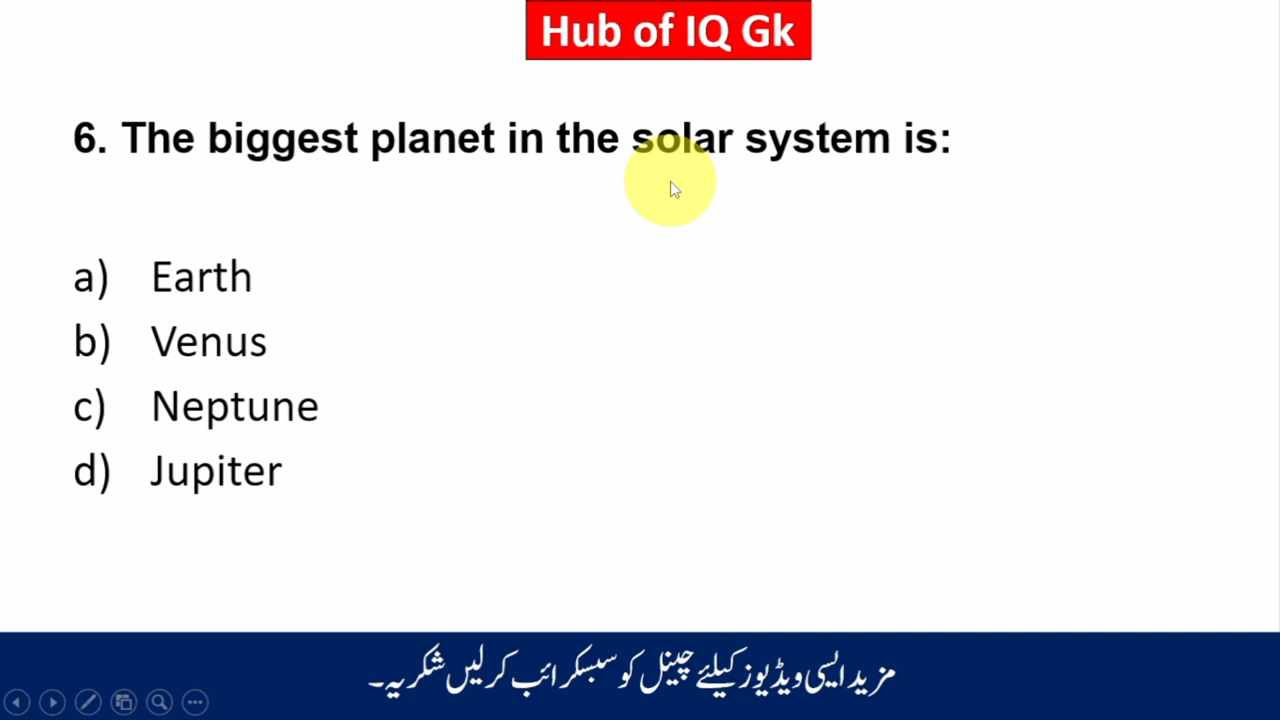 Hub of IQ Gk
6. The biggest planet in the solar system is:
a) Earth
b) Venus
c) Neptune
d) Jupiter
مزید ایسی ویڈیوز کیلئے چینل کو سبسکرائب کر لیں شکریہ۔